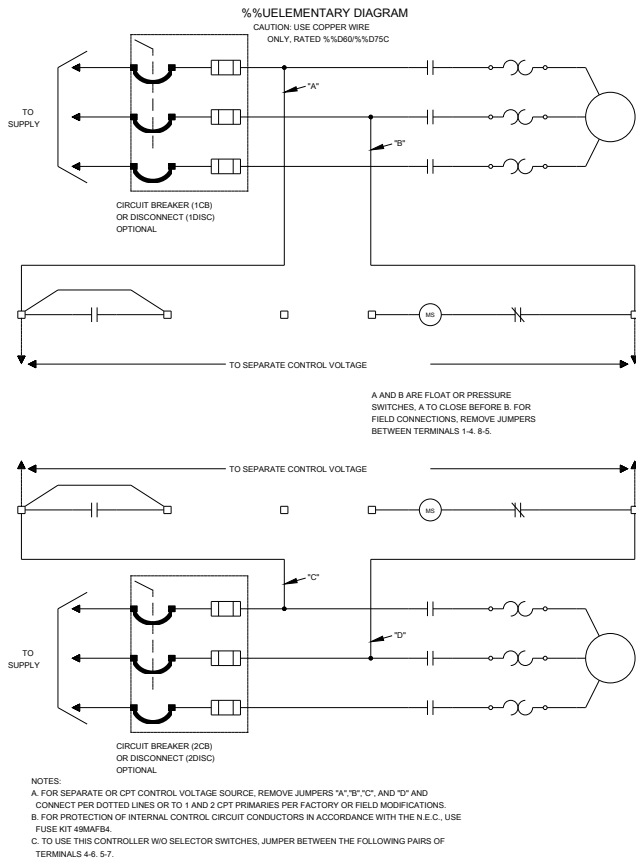 %%UELEMENTARY DIAGRAM
CAUTION: USE COPPER WIRE
ONLY, RATED %%D60/%%D75C
"A"
TO
SUPPLY
"B"
CIRCUIT BREAKER (1CB)
OR DISCONNECT (1DISC)
OPTIONAL
MS
TO SEPARATE CONTROL VOLTAGE
A AND B ARE FLOAT OR PRESSURE
SWITCHES, A TO CLOSE BEFORE B. FOR
FIELD CONNECTIONS, REMOVE JUMPERS
BETWEEN TERMINALS 1-4. 8-5.
TO SEPARATE CONTROL VOLTAGE
MS
"C"
"D"
TO
SUPPLY
CIRCUIT BREAKER (2CB)
OR DISCONNECT (2DISC)
OPTIONAL
NOTES:
A. FOR SEPARATE OR CPT CONTROL VOLTAGE SOURCE, REMOVE JUMPERS "A","B","C", AND "D" AND
CONNECT PER DOTTED LINES OR TO 1 AND 2 CPT PRIMARIES PER FACTORY OR FIELD MODIFICATIONS.
B. FOR PROTECTION OF INTERNAL CONTROL CIRCUIT CONDUCTORS IN ACCORDANCE WITH THE N.E.C., USE
FUSE KIT 49MAFB4.
C. TO USE THIS CONTROLLER W/O SELECTOR SWITCHES, JUMPER BETWEEN THE FOLLOWING PAIRS OF
TERMINALS 4-6. 5-7.